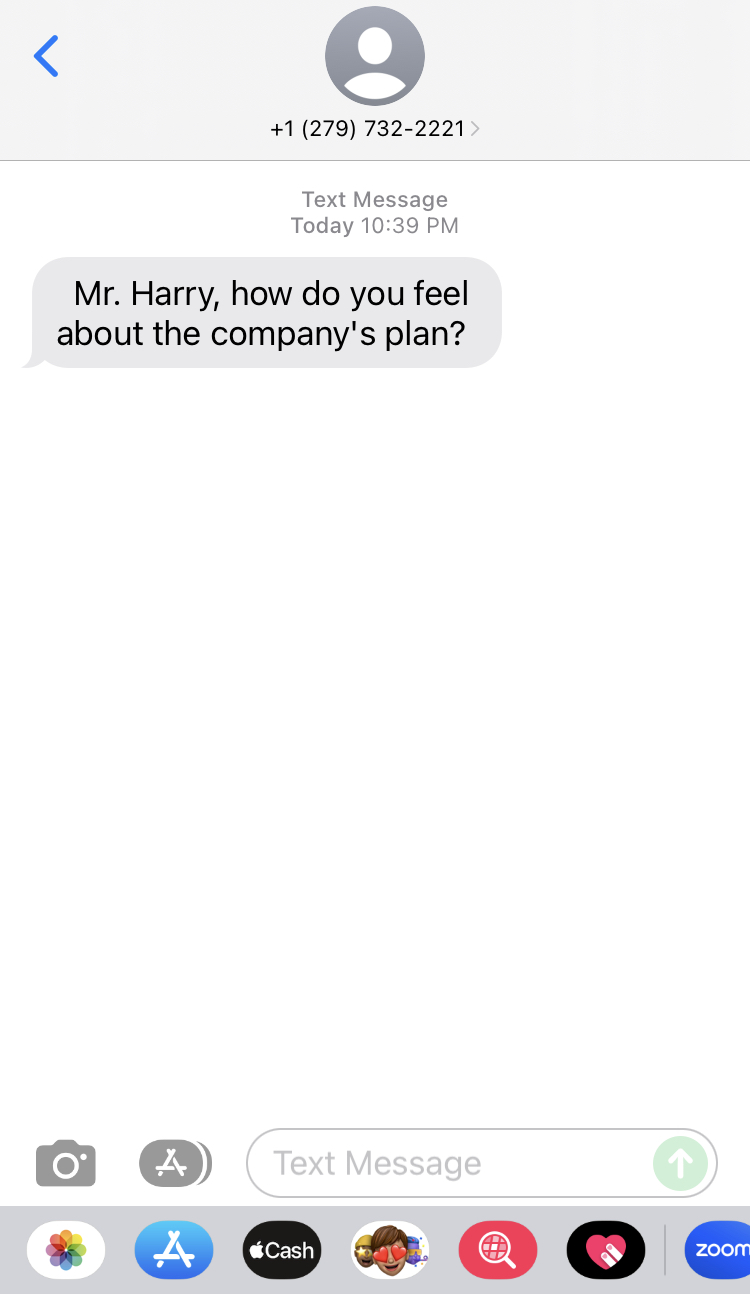 +1 (279) 732-2221
Text Message
Today 10:39 PM
Mr. Harry, how do you feel
about the company's plan?
Text Message
Cash
zoom